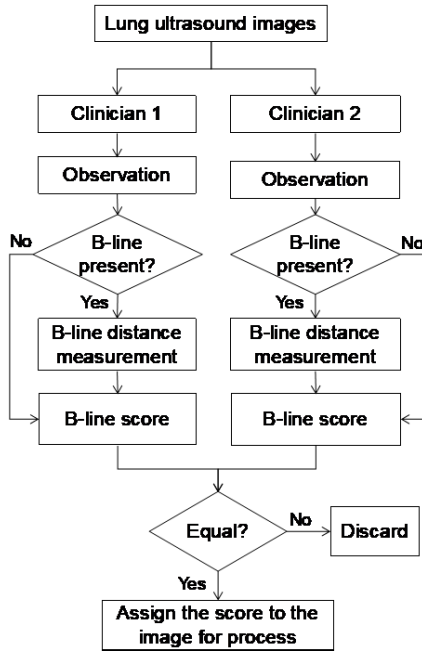 Lung ultrasound images
Clinician 1
Clinician 2
Observation
Observation
No
B-line
present?
B-line
present?
No
Yes
Yes
B-line distance
measurement
B-line distance
measurement
B-line score
B-line score
Equal?
No
Discard
Yes
Assign the score to the
image for process